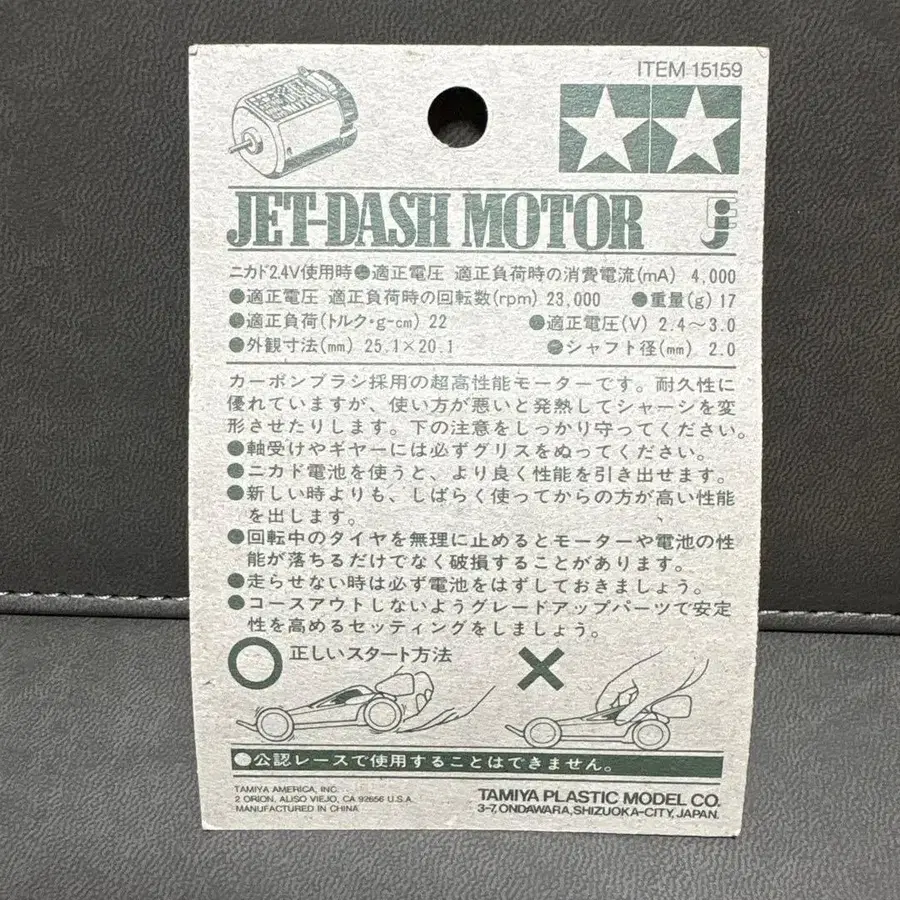 ITEM 15159
JET-DASH MOTOR
ニカド2.4V使用時●適正電圧 適正負荷時の消費電流(mA) 4,000
●適正電圧 適正負荷時の回転数(rpm) 23,000 ●重量(g) 17
●適正負荷(トルク・g-cm) 22 ●適正電圧(V) 2.4～3.0
●外観寸法(mm) 25.1×20.1 ●シャフト径(mm) 2.0
カーボンブラシ採用の超高性能モーターです。耐久性に
優れていますが、使い方が悪いと発熱してシャーシを変
形させたりします。下の注意をしっかり守ってください。
●軸受けやギヤーには必ずグリスをぬってください。
●ニカド電池を使うと、より良く性能を引き出せます。
●新しい時よりも、しばらく使ってからの方が高い性能
を出します。
●回転中のタイヤを無理に止めるとモーターや電池の性
能が落ちるだけでなく破損することがあります。
●走らせない時は必ず電池をはずしておきましょう。
●コースアウトしないようグレードアップパーツで安定
性を高めるセッティングをしましょう。
正しいスタート方法
●公認レースで使用することはできません。
TAMIYA AMERICA, INC.
2 ORION, ALISO VIEJO, CA 92656 U.S.A.
MANUFACTURED IN CHINA
TAMIYA PLASTIC MODEL CO.
3-7, ONDAWARA, SHIZUOKA-CITY, JAPAN.